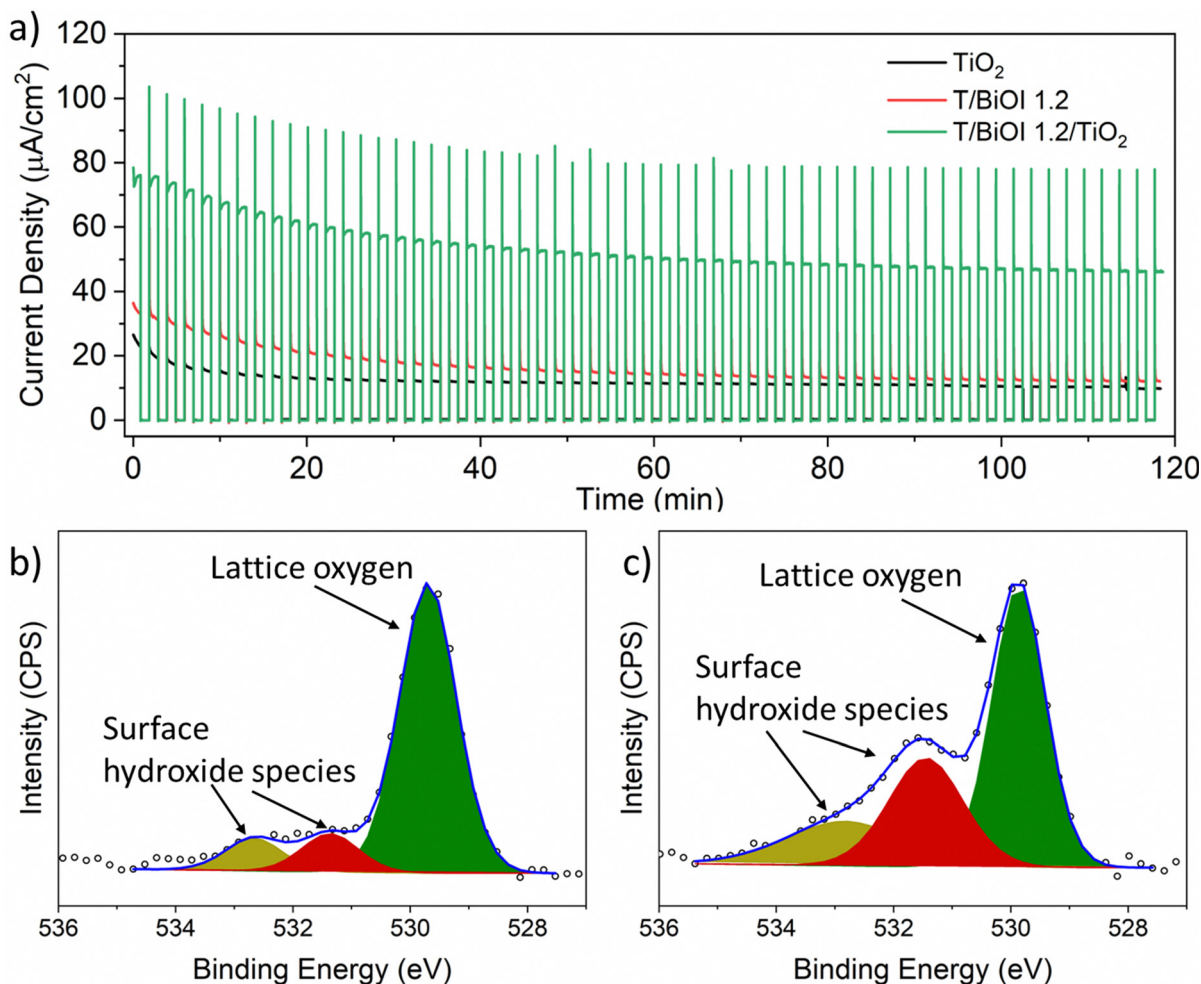 a)
120
100
80
60
40
20
0
Current Density (μA/cm²)
TiO₂
T/BiOI 1.2
T/BiOI 1.2/TiO₂
0 20 40 60 80 100 120
Time (min)
b)
Lattice oxygen
Surface
hydroxide species
Intensity (CPS)
536 534 532 530 528
Binding Energy (eV)
c)
Lattice oxygen
Surface
hydroxide species
Intensity (CPS)
536 534 532 530 528
Binding Energy (eV)